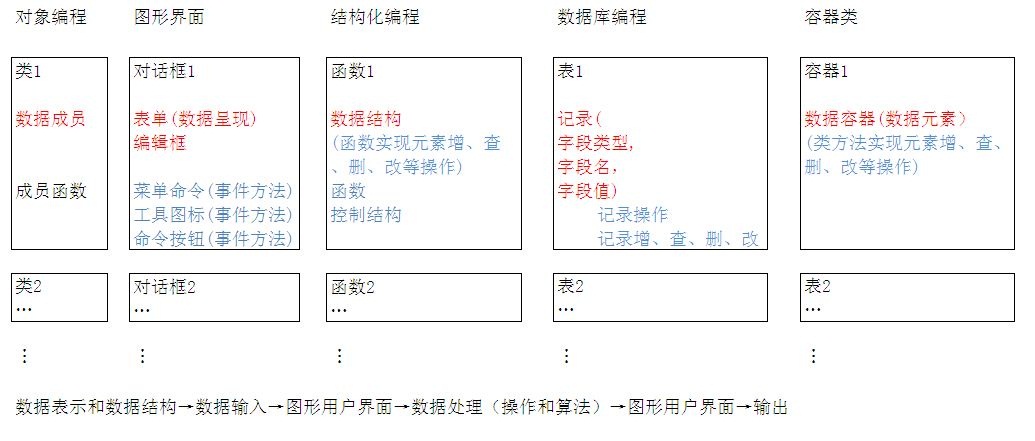 对象编程
图形界面
结构化编程
数据库编程
容器类
类1
数据成员
成员函数
对话框1
表单(数据呈现)
编辑框
菜单命令(事件方法)
工具图标(事件方法)
命令按钮(事件方法)
函数1
数据结构
(函数实现元素增、查
、删、改等操作)
函数
控制结构
表1
记录(
字段类型,
字段名,
字段值)
记录操作
记录增、查、删、改
容器1
数据容器(数据元素）
(类方法实现元素增、查、
删、改等操作)
类2
…
对话框2
…
函数2
…
表2
…
表2
…
⋮
⋮
⋮
⋮
⋮
数据表示和数据结构→数据输入→图形用户界面→数据处理（操作和算法）→图形用户界面→输出